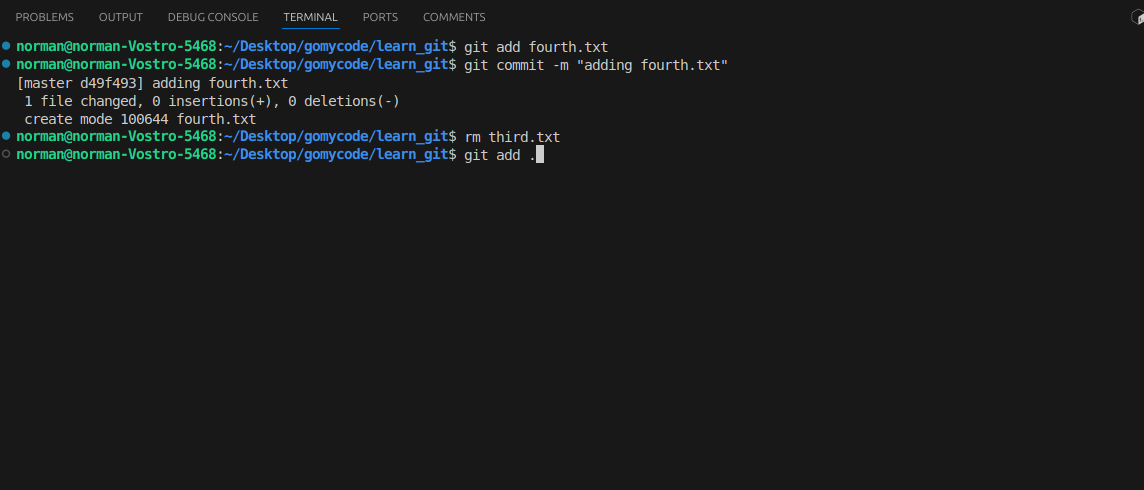 PROBLEMS OUTPUT DEBUG CONSOLE TERMINAL PORTS COMMENTS
norman@norman-Vostro-5468:~/Desktop/gomycode/learn_git$ git add fourth.txt
norman@norman-Vostro-5468:~/Desktop/gomycode/learn_git$ git commit -m "adding fourth.txt"
[master d49f493] adding fourth.txt
 1 file changed, 0 insertions(+), 0 deletions(-)
 create mode 100644 fourth.txt
norman@norman-Vostro-5468:~/Desktop/gomycode/learn_git$ rm third.txt
norman@norman-Vostro-5468:~/Desktop/gomycode/learn_git$ git add .